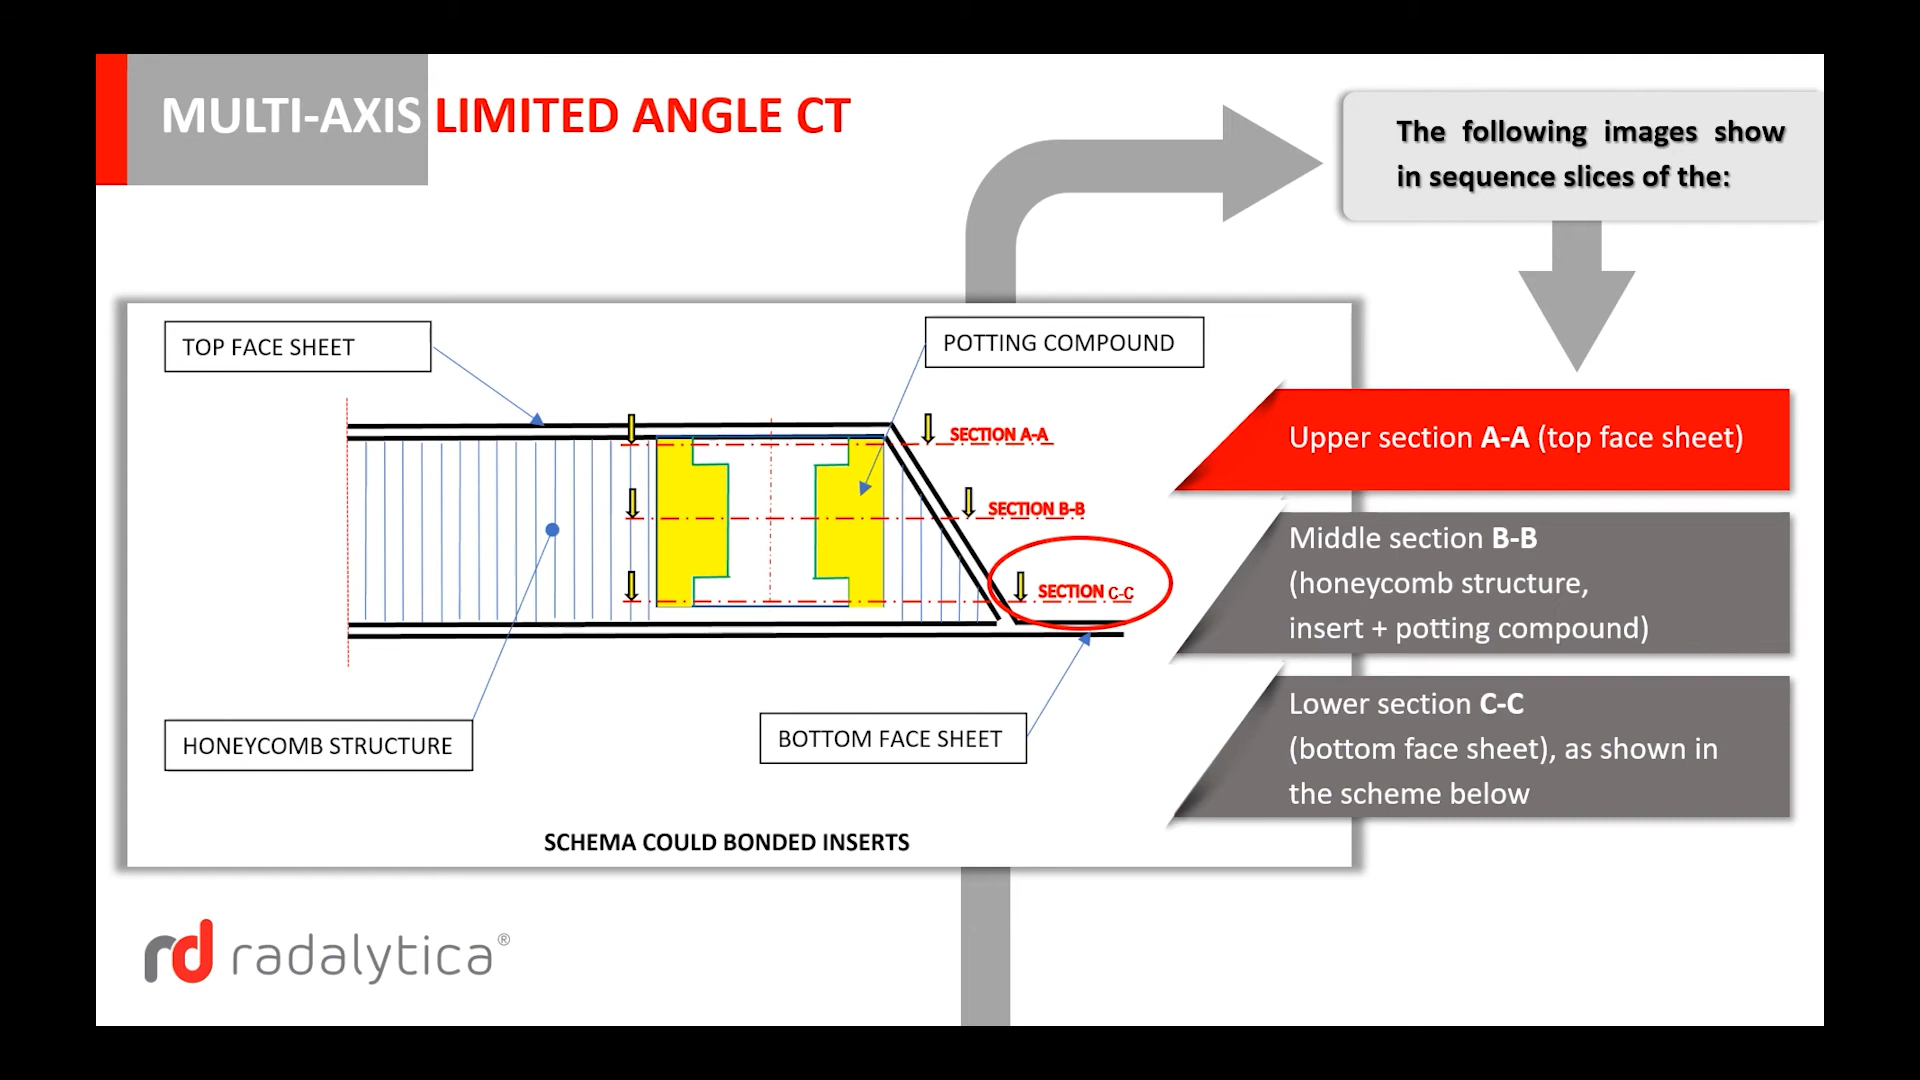 MULTI-AXIS LIMITED ANGLE CT
The following images show
in sequence slices of the:
TOP FACE SHEET
POTTING COMPOUND
SECTION A-A
SECTION B-B
SECTION C-C
HONEYCOMB STRUCTURE
BOTTOM FACE SHEET
SCHEMA COULD BONDED INSERTS
Upper section A-A (top face sheet)
Middle section B-B
(honeycomb structure,
insert + potting compound)
Lower section C-C
(bottom face sheet), as shown in
the scheme below
rd radalytica®